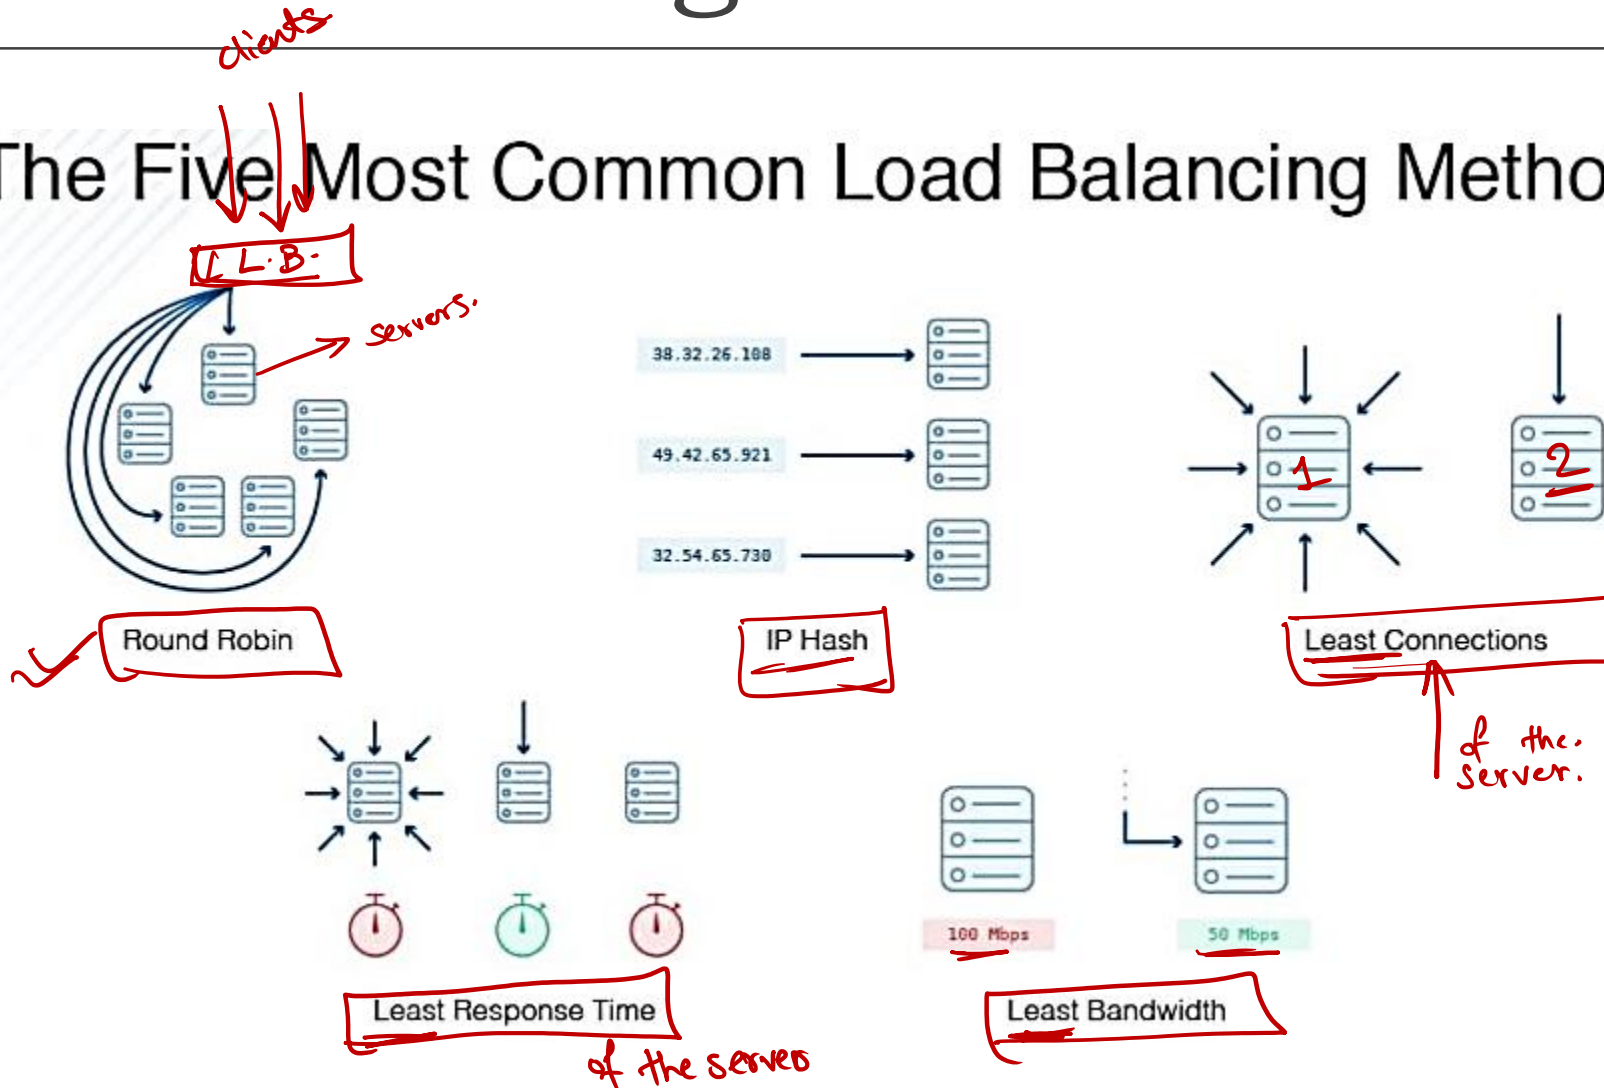 clients
The Five Most Common Load Balancing Metho
L.B.
servers.
38.32.26.108
49.42.65.921
32.54.65.730
1
2
Round Robin
IP Hash
Least Connections
of the.
server.
100 Mbps
50 Mbps
Least Response Time
Least Bandwidth
of the server